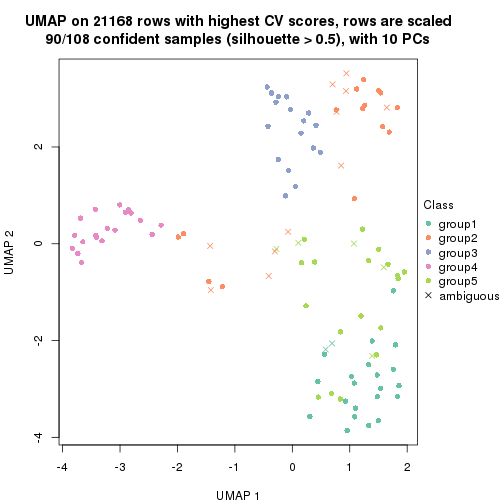 UMAP on 21168 rows with highest CV scores, rows are scaled
90/108 confident samples (silhouette > 0.5), with 10 PCs
UMAP 2
2
0
-2
-4
-4
-3
-2
-1
0
1
2
UMAP 1
Class
group1
group2
group3
group4
group5
ambiguous